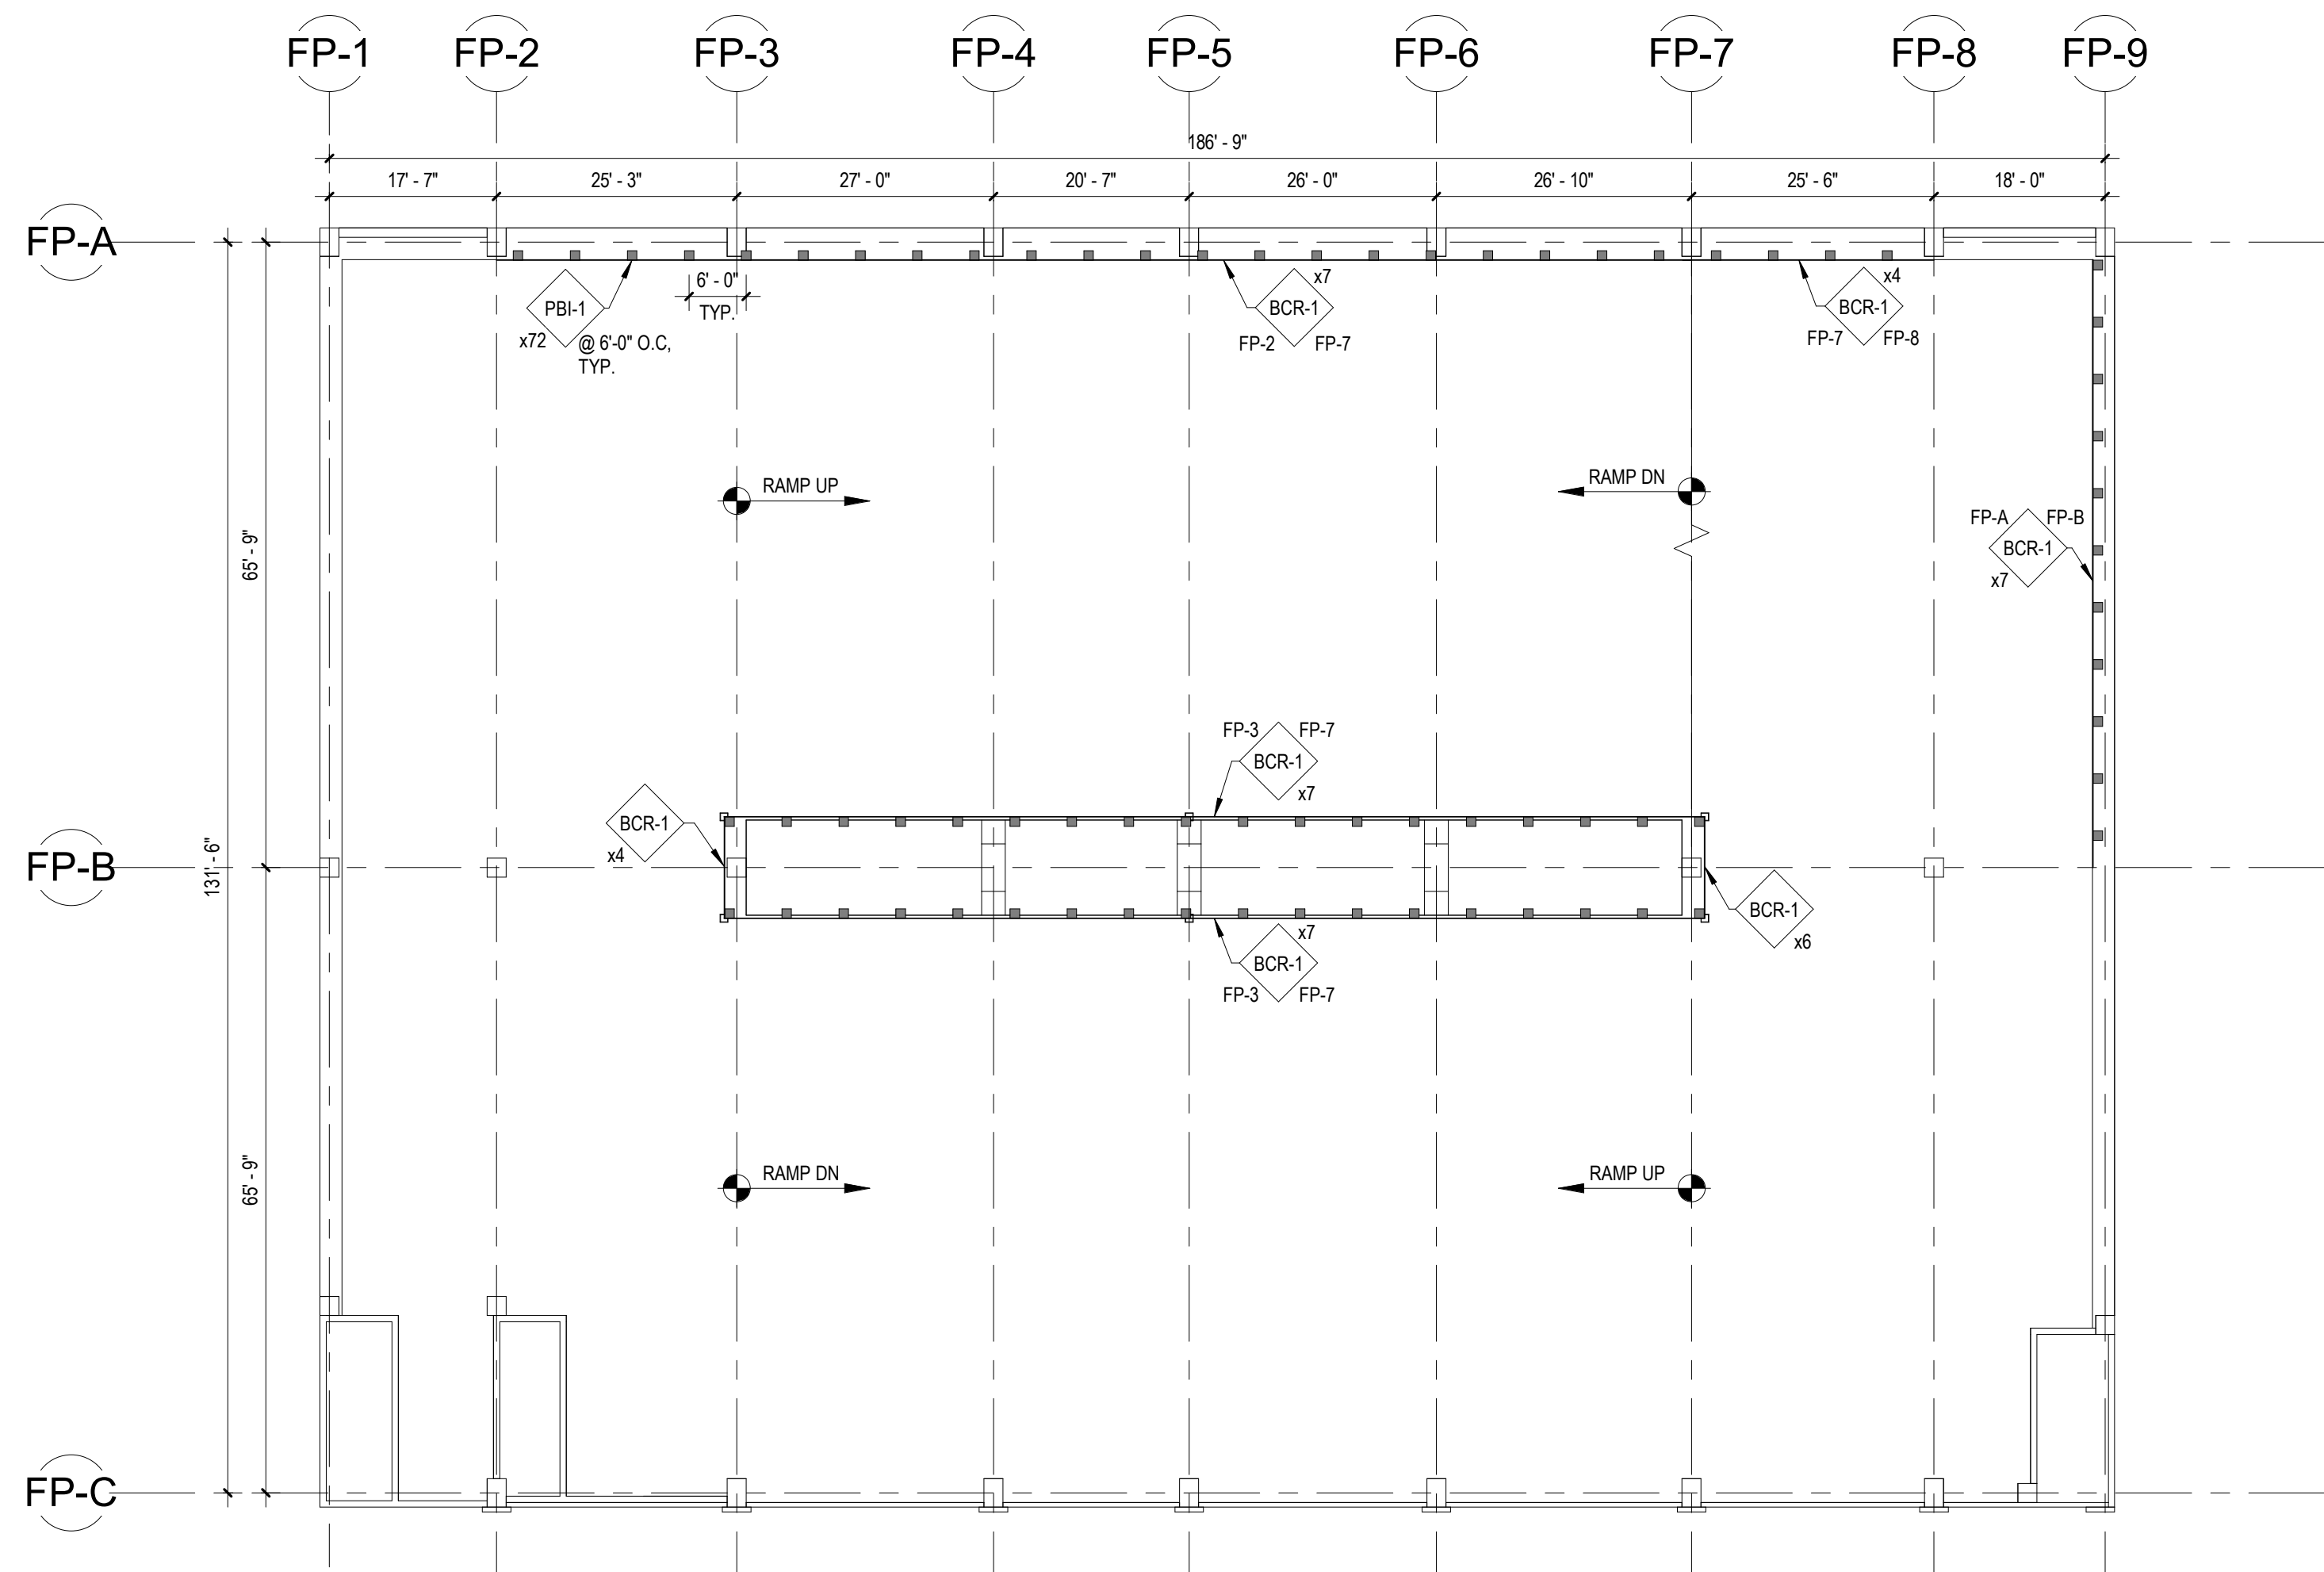 FP-1 FP-2 FP-3 FP-4 FP-5 FP-6 FP-7 FP-8 FP-9
186' - 9"
17' - 7" 25' - 3" 27' - 0" 20' - 7" 26' - 0" 26' - 10" 25' - 6" 18' - 0"
FP-A
6' - 0"
TYP.
PBI-1
x72
@ 6'-0" O.C,
TYP.
x7
BCR-1
FP-2 FP-7
x4
BCR-1
FP-7 FP-8
RAMP UP
RAMP DN
65' - 9"
FP-A FP-B
BCR-1
x7
FP-3 FP-7
BCR-1
x7
BCR-1
x4
FP-B
131' - 6"
BCR-1
x6
x7
BCR-1
FP-3 FP-7
65' - 9"
RAMP DN
RAMP UP
FP-C